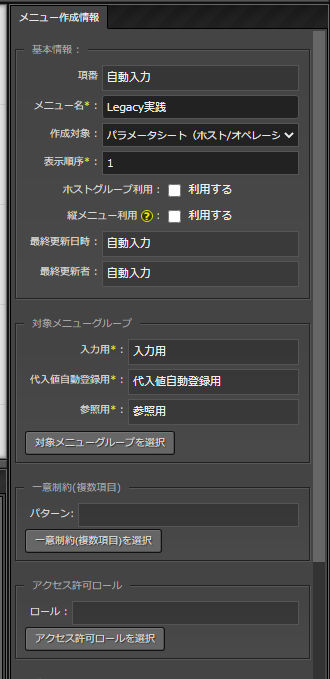 メニュー作成情報
基本情報：
項番 自動入力
メニュー名*： Legacy実践
作成対象： パラメータシート（ホスト/オペレーシ
表示順序*： 1
ホストグループ利用： 利用する
縦メニュー利用 ?： 利用する
最終更新日時： 自動入力
最終更新者： 自動入力
対象メニューグループ
入力用*： 入力用
代入値自動登録用*： 代入値自動登録用
参照用*： 参照用
対象メニューグループを選択
一意制約(複数項目)
パターン:
一意制約(複数項目)を選択
アクセス許可ロール
ロール：
アクセス許可ロールを選択